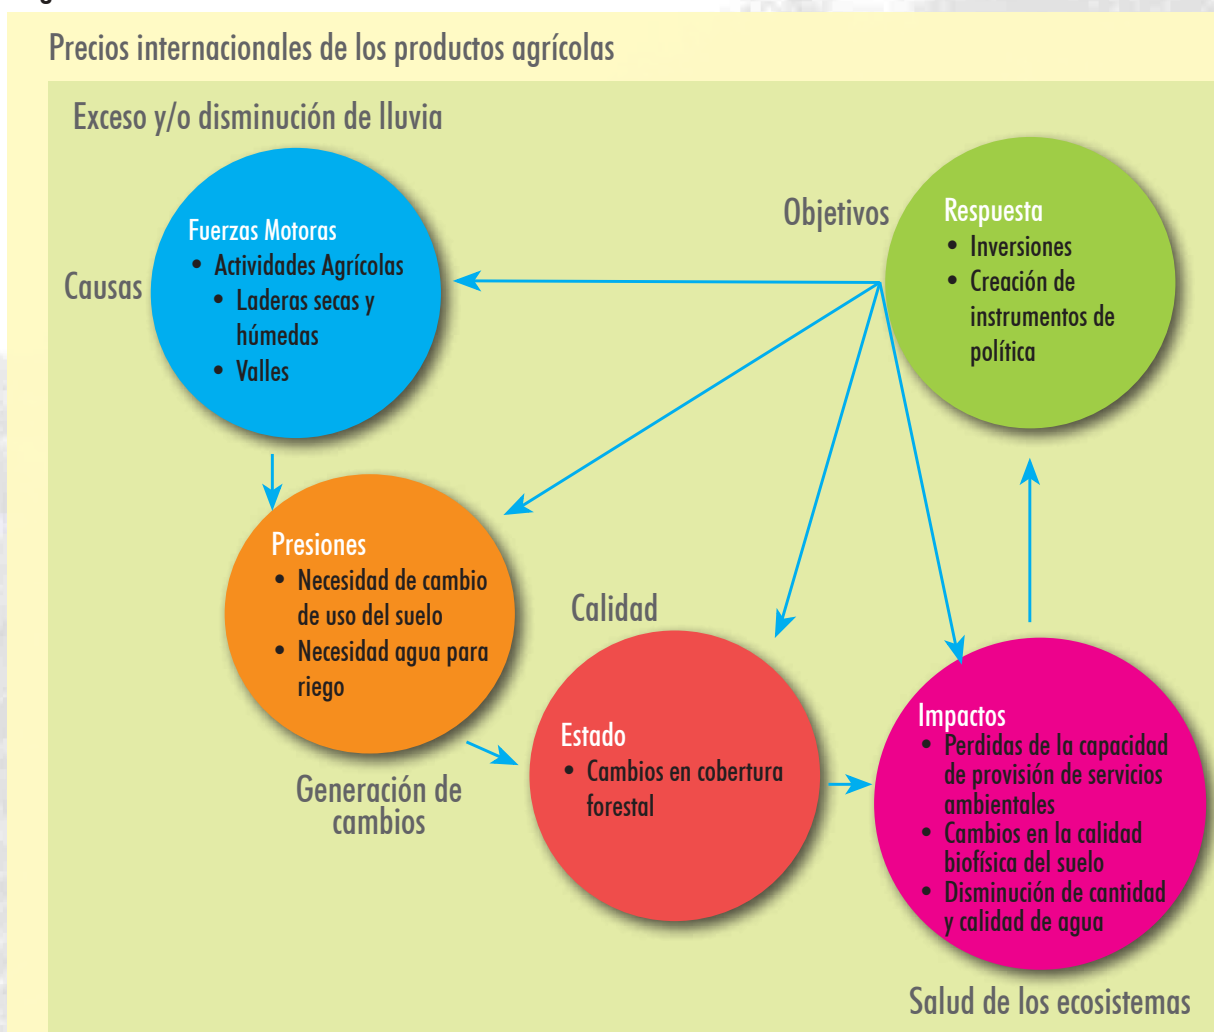 Precios internacionales de los productos agrícolas
Exceso y/o disminución de lluvia
Causas
Fuerzas Motoras
• Actividades Agrícolas
• Laderas secas y
húmedas
• Valles
Objetivos
Respuesta
• Inversiones
• Creación de
instrumentos de
política
Presiones
• Necesidad de cambio
de uso del suelo
• Necesidad agua para
riego
Generación de
cambios
Calidad
Estado
• Cambios en cobertura
forestal
Impactos
• Perdidas de la capacidad
de provisión de servicios
ambientales
• Cambios en la calidad
biofísica del suelo
• Disminución de cantidad
y calidad de agua
Salud de los ecosistemas